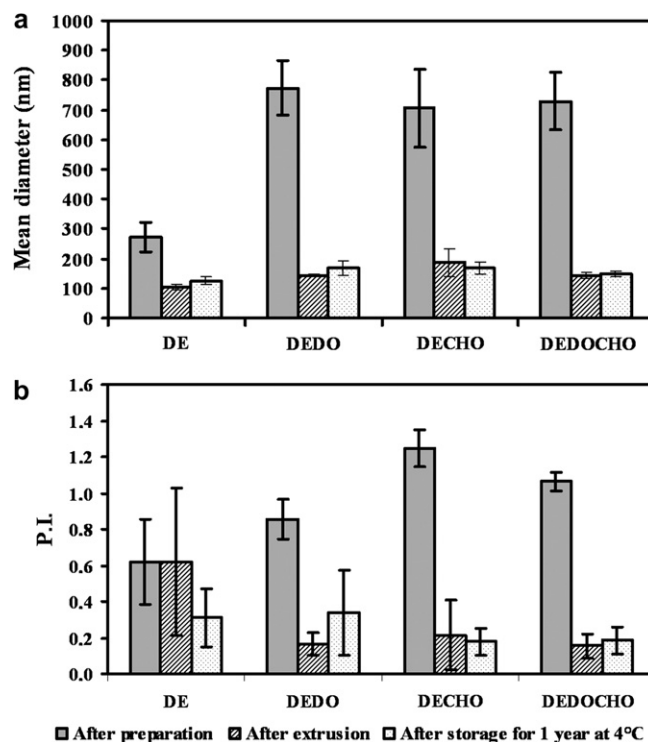 a
1000
900
800
700
600
500
400
300
200
100
0
Mean diameter (nm)
DE DEDO DECHO DEDOCHO
b
1.6
1.4
1.2
1.0
0.8
0.6
0.4
0.2
0.0
P.I.
DE DEDO DECHO DEDOCHO
After preparation After extrusion After storage for 1 year at 4°C